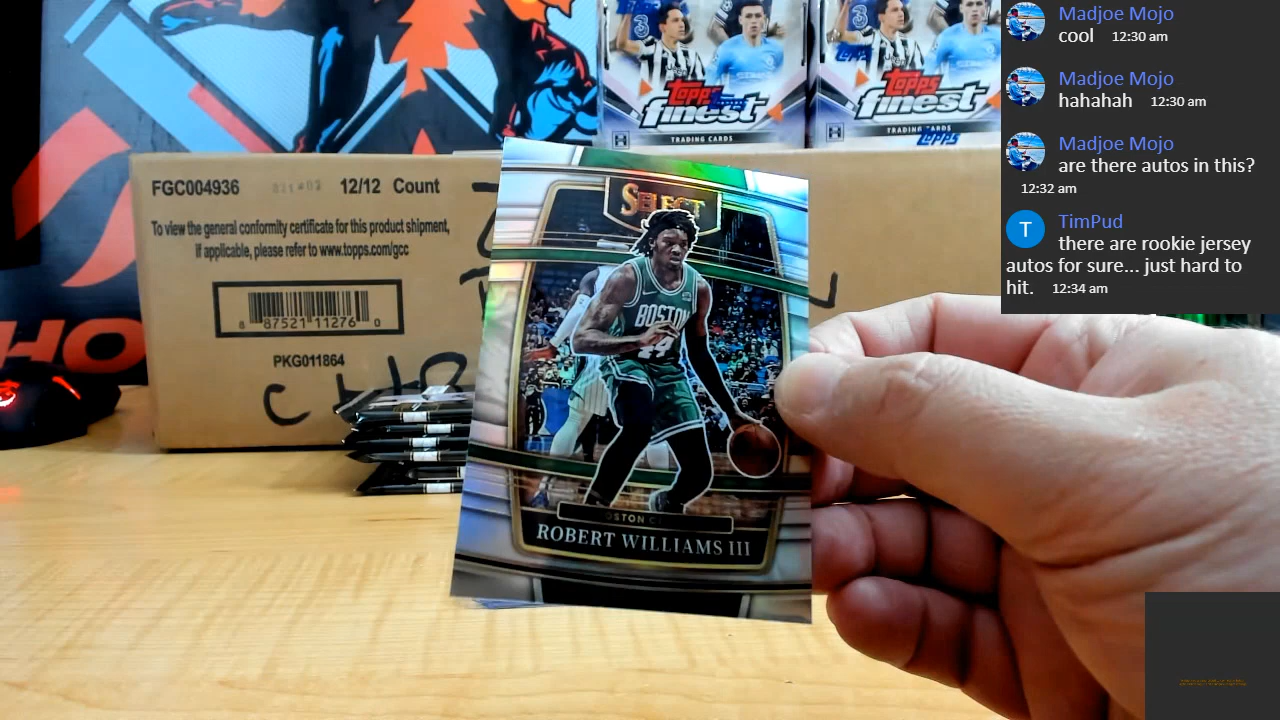 Topps
finest
TRADING CARDS
Topps
finest
TRADING CARDS
TOPPS
FGC004936
12/12 Count
To view the general conformity certificate for this product shipment,
if applicable, please refer to www.topps.com/gcc
8 87521 11276 0
PKG011864
HO
SELECT
BOSTON
44
ROBERT WILLIAMS III
Madjoe Mojo
cool 12:30 am
Madjoe Mojo
hahahah 12:30 am
Madjoe Mojo
are there autos in this?
12:32 am
T
TimPud
there are rookie jersey
autos for sure... just hard to
hit. 12:34 am